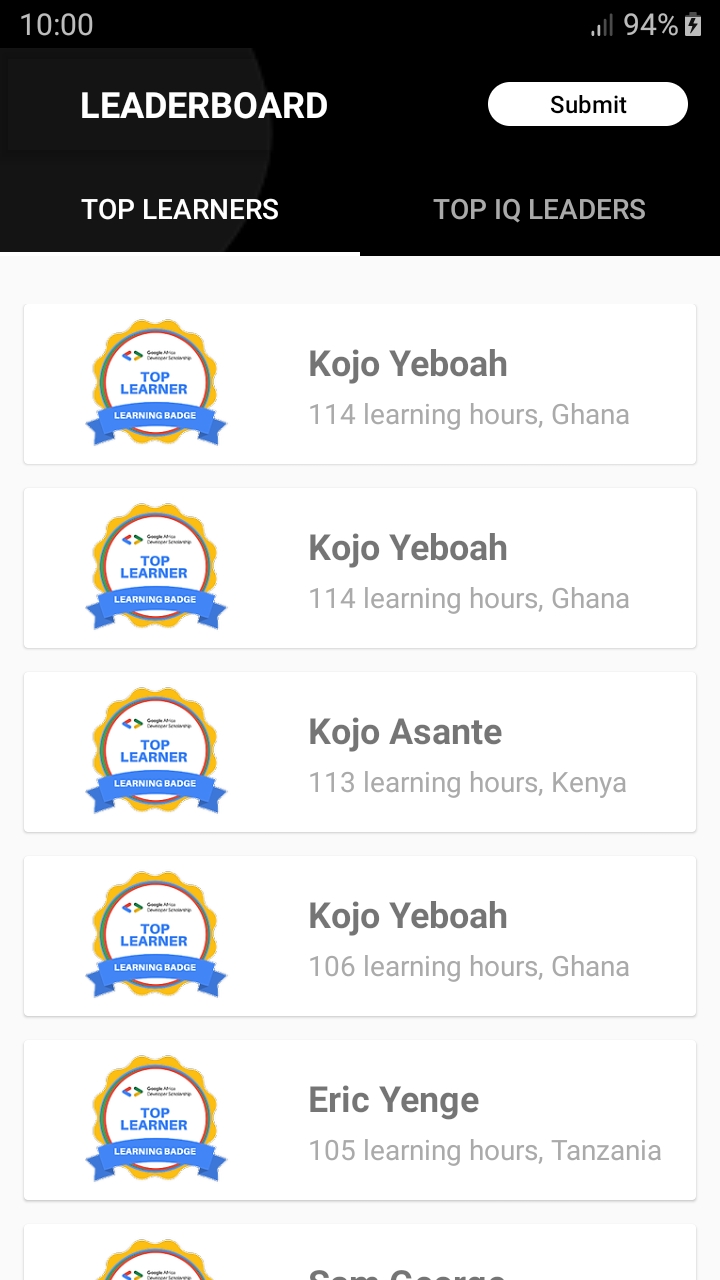 10:00
94%
LEADERBOARD
Submit
TOP LEARNERS
TOP IQ LEADERS
Google Africa
Developer Scholarship
TOP
LEARNER
LEARNING BADGE
Kojo Yeboah
114 learning hours, Ghana
Google Africa
Developer Scholarship
TOP
LEARNER
LEARNING BADGE
Kojo Yeboah
114 learning hours, Ghana
Google Africa
Developer Scholarship
TOP
LEARNER
LEARNING BADGE
Kojo Asante
113 learning hours, Kenya
Google Africa
Developer Scholarship
TOP
LEARNER
LEARNING BADGE
Kojo Yeboah
106 learning hours, Ghana
Google Africa
Developer Scholarship
TOP
LEARNER
LEARNING BADGE
Eric Yenge
105 learning hours, Tanzania
Google Africa